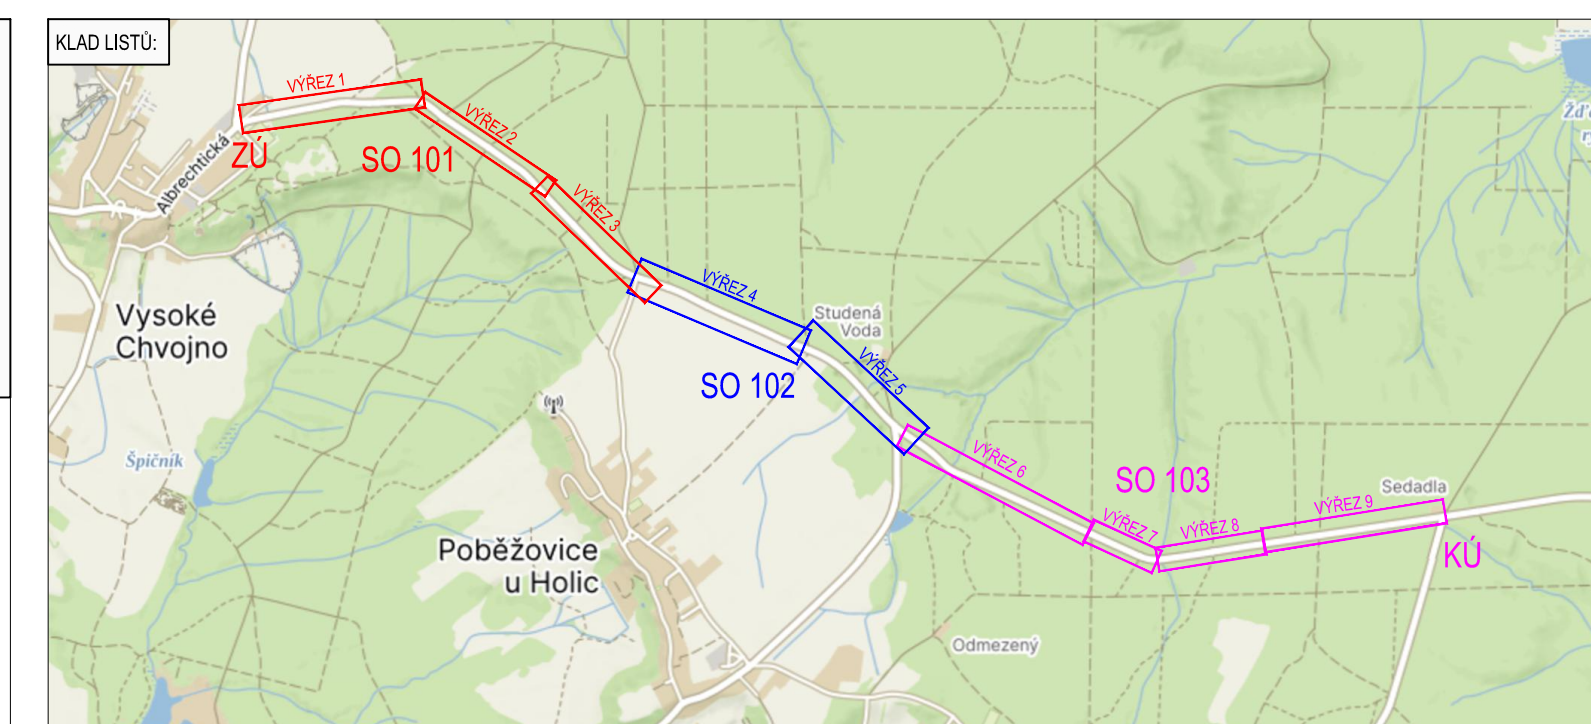 KLAD LISTŮ:
VÝŘEZ 1
VÝŘEZ 2
ZÚ
SO 101
Albrechtická
VÝŘEZ 3
VÝŘEZ 4
Studená
Voda
Vysoké
Chvojno
SO 102
VÝŘEZ 5
Špičník
VÝŘEZ 6
SO 103
Sedadla
VÝŘEZ 7
VÝŘEZ 8
VÝŘEZ 9
KÚ
Poběžovice
u Holic
Odmezený